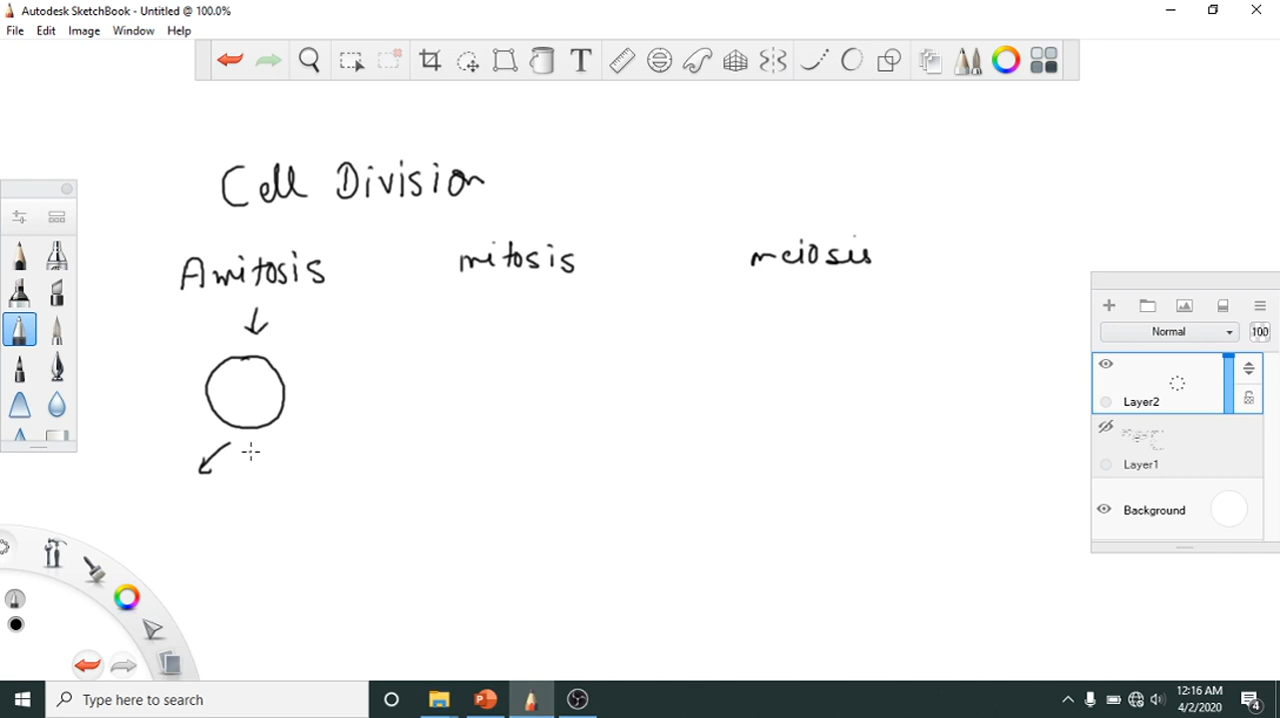 Autodesk SketchBook - Untitled @ 100.0%
File Edit Image Window Help
T
Cell Division
Amitosis mitosis meiosis
Normal 100
Layer2
Layer1
Background
Type here to search
12:16 AM
4/2/2020
4